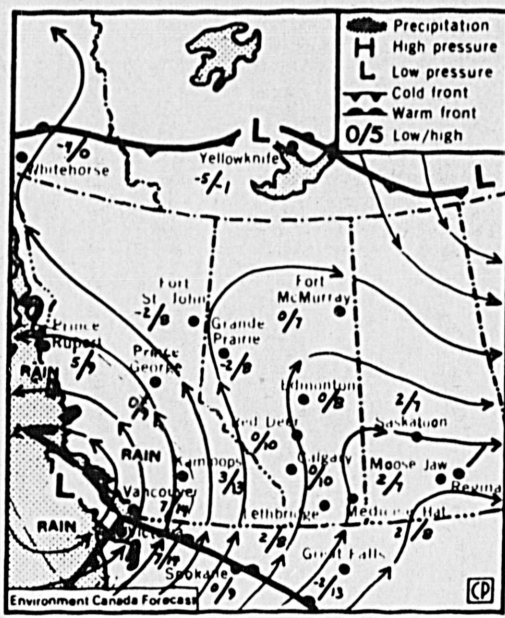 Precipitation
H High pressure
L Low pressure
Cold front
Warm front
0/5 Low/high
L
Yellowknife
-5/-1
Whitehorse
L
Fort
St. John
-2/8
Fort
McMurray
0/7
Prince
Rupert
5/9
Grande
Prairie
-2/8
Prince
George
RAIN
Edmonton
0/8
2/7
Saskatoon
Red Deer
0/10
RAIN
Kamloops
3/13
Calgary
0/10
Moose Jaw
2/7
Regina
L
Vancouver
7/14
Lethbridge
Medicine Hat
RAIN
Victoria
2/8
2/8
Great Falls
-3/13
Spokane
0/9
Environment Canada Forecast
CP